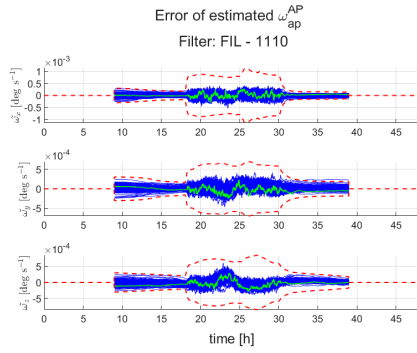 Error of estimated ω_ap^AP
Filter: FIL - 1110
×10⁻³
ω̃ₓ [deg s⁻¹]
1
0.5
0
-0.5
-1
0 5 10 15 20 25 30 35 40 45
×10⁻⁴
ω̃ᵧ [deg s⁻¹]
5
0
-5
0 5 10 15 20 25 30 35 40 45
×10⁻⁴
ω̃_z [deg s⁻¹]
5
0
-5
0 5 10 15 20 25 30 35 40 45
time [h]